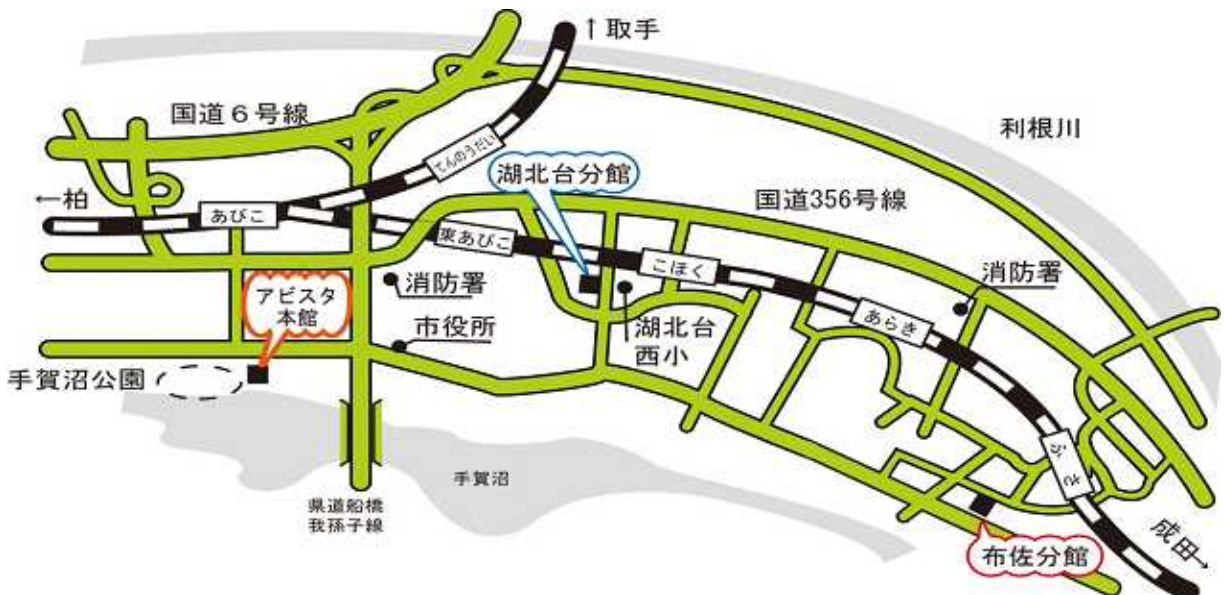 ↑取手
国道６号線
利根川
てんのうだい
湖北台分館
←柏
国道356号線
あびこ
東あびこ
こほく
消防署
アビスタ
本館
消防署
あらき
市役所
湖北台
西小
手賀沼公園
ふさ
手賀沼
県道船橋
我孫子線
成田→
布佐分館